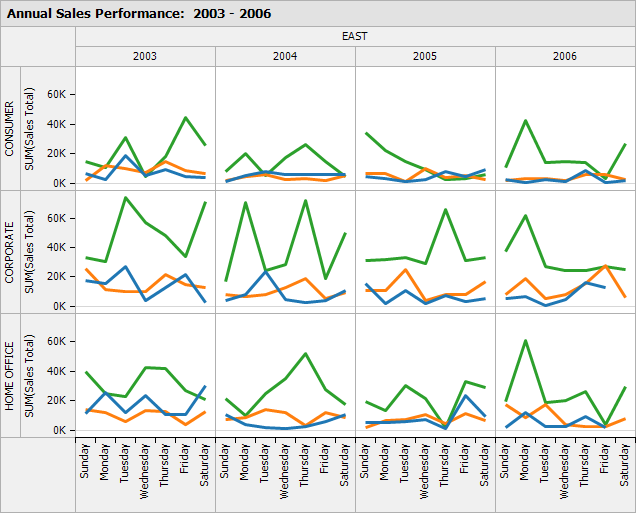 Annual Sales Performance:  2003 - 2006
EAST
2003 2004 2005 2006
CONSUMER
SUM(Sales Total)
60K
40K
20K
0K
CORPORATE
SUM(Sales Total)
60K
40K
20K
0K
HOME OFFICE
SUM(Sales Total)
60K
40K
20K
0K
Sunday Monday Tuesday Wednesday Thursday Friday Saturday Sunday Monday Tuesday Wednesday Thursday Friday Saturday Sunday Monday Tuesday Wednesday Thursday Friday Saturday Sunday Monday Tuesday Wednesday Thursday Friday Saturday